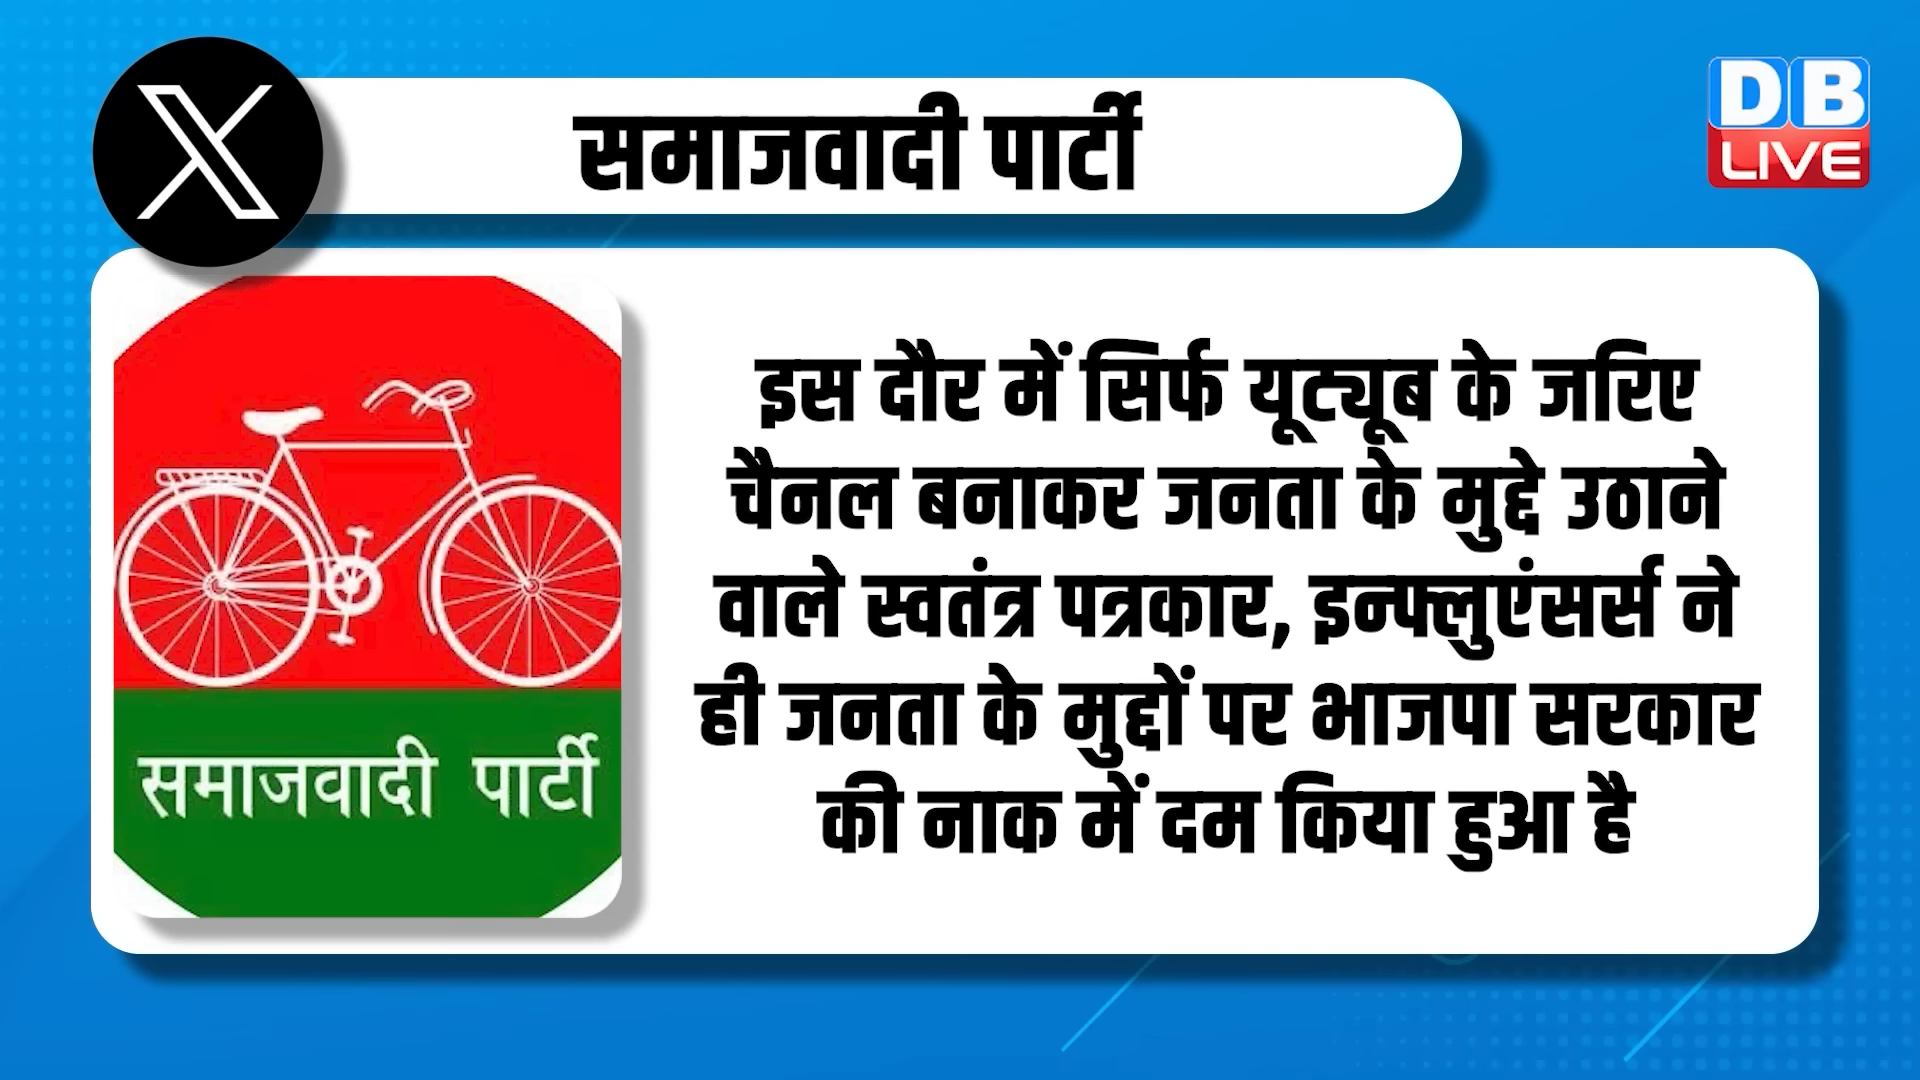 समाजवादी पार्टी
DB
LIVE
इस दौर में सिर्फ यूट्यूब के जरिए
चैनल बनाकर जनता के मुद्दे उठाने
वाले स्वतंत्र पत्रकार, इन्फ्लुएंसर्स ने
ही जनता के मुद्दों पर भाजपा सरकार
की नाक में दम किया हुआ है
समाजवादी पार्टी